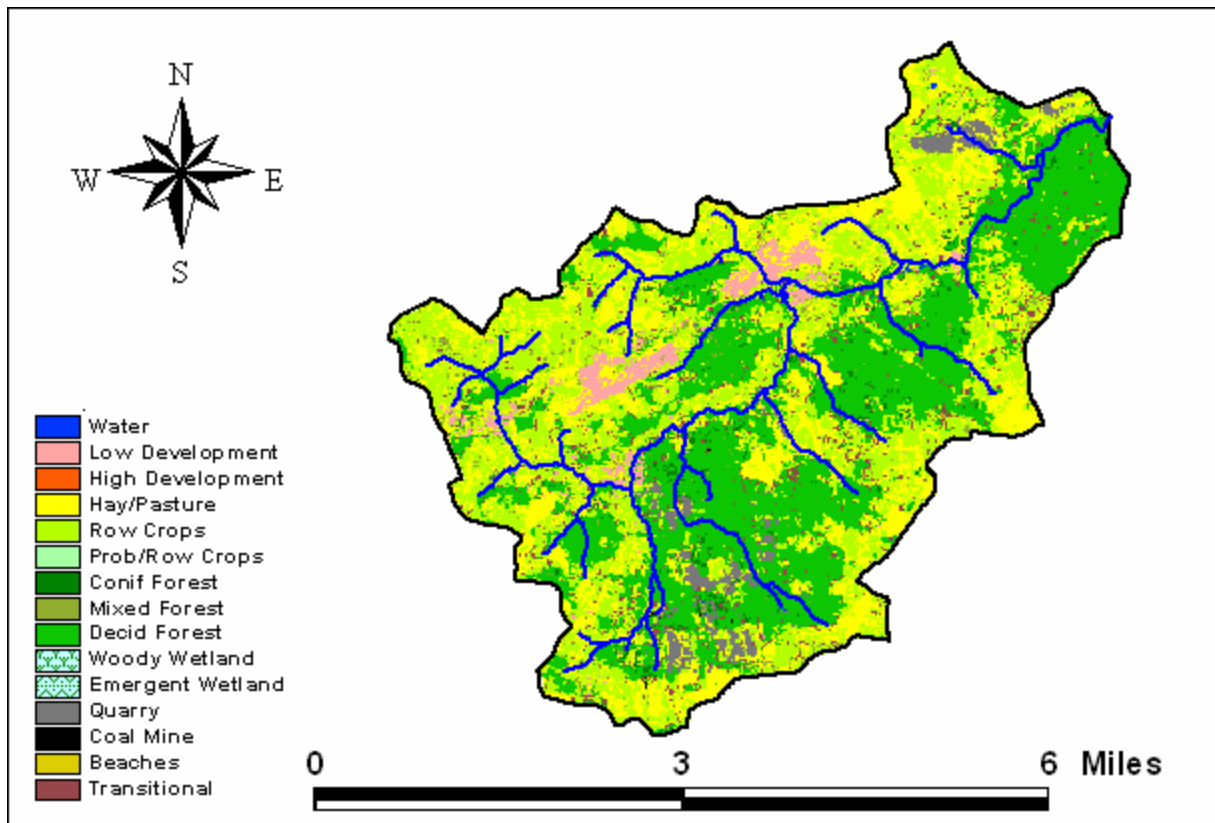 N
W E
S
Water
Low Development
High Development
Hay/Pasture
Row Crops
Prob/Row Crops
Conif Forest
Mixed Forest
Decid Forest
Woody Wetland
Emergent Wetland
Quarry
Coal Mine
Beaches
Transitional
0 3 6 Miles